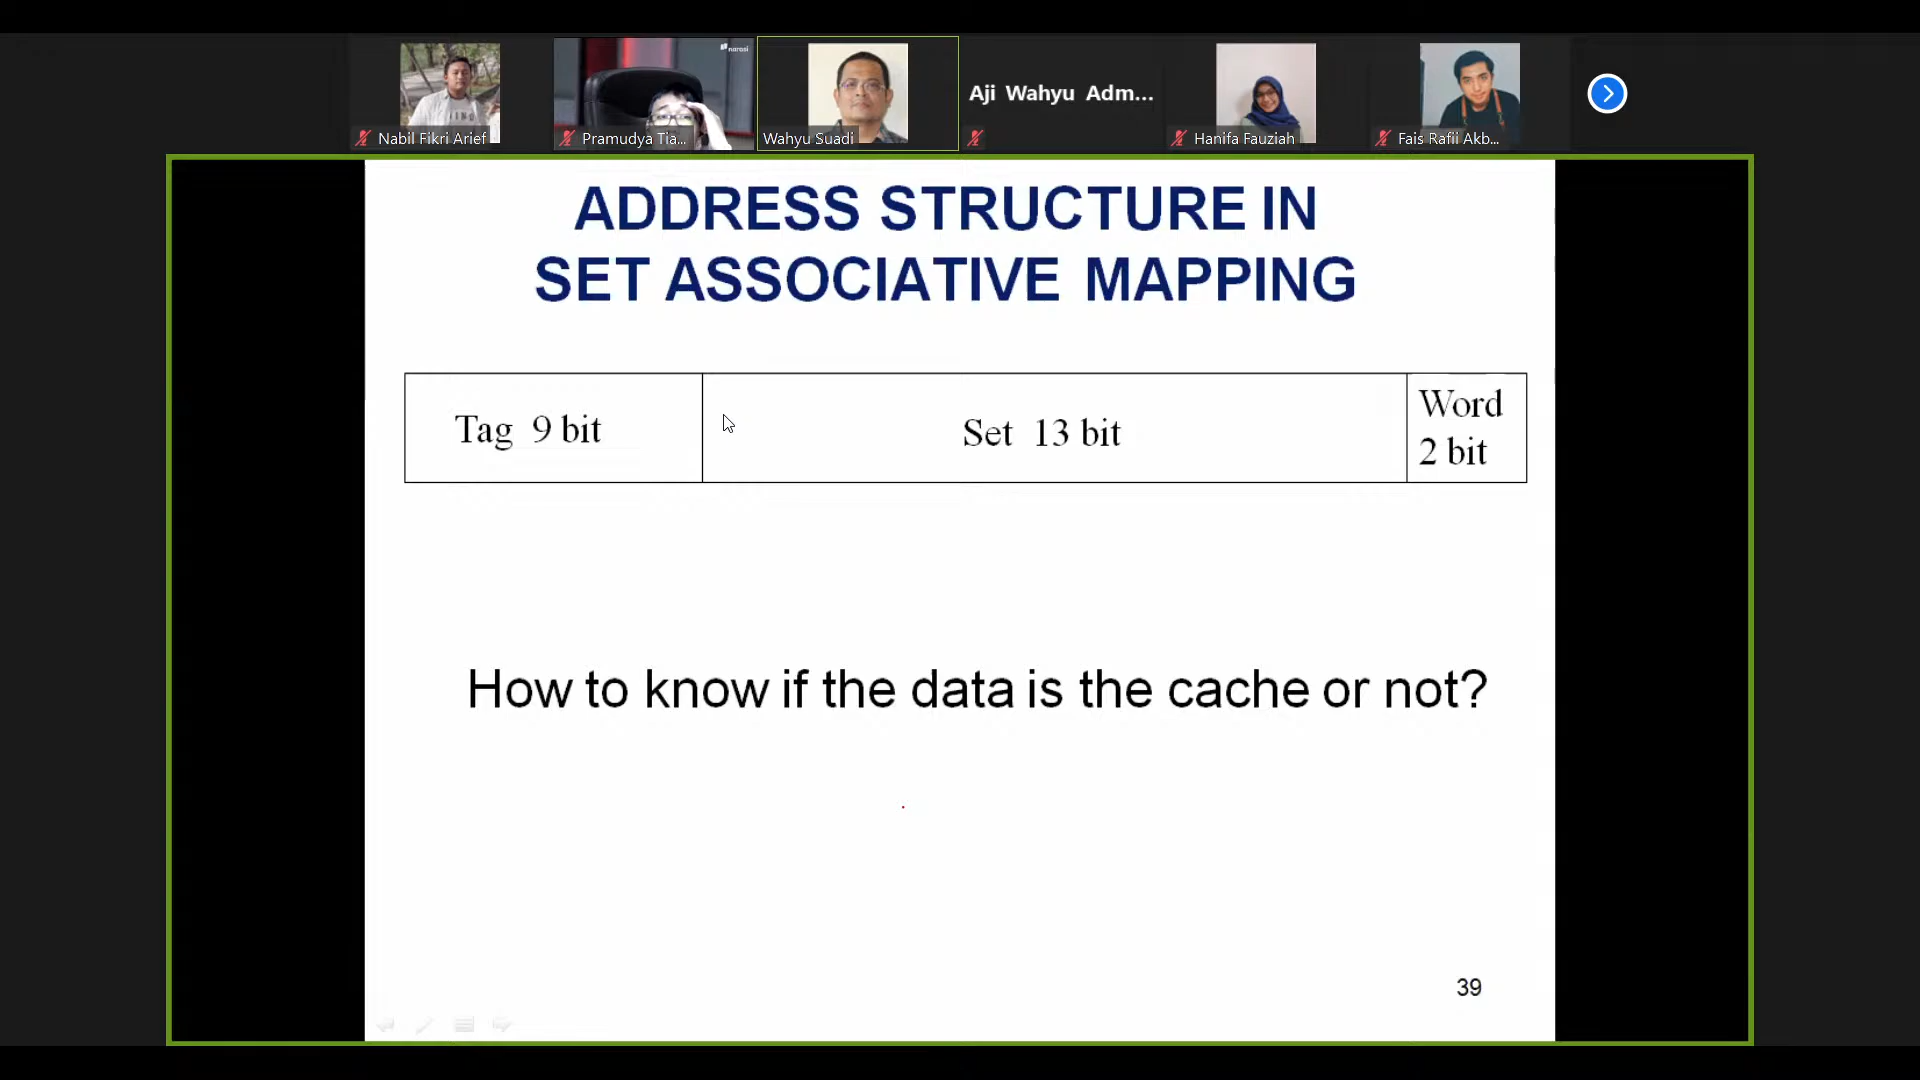 narasi
Nabil Fikri Arief
Pramudya Tia...
Wahyu Suadi
Aji Wahyu Adm...
Hanifa Fauziah
Fais Rafii Akb...
ADDRESS STRUCTURE IN
SET ASSOCIATIVE MAPPING
Tag 9 bit
Set 13 bit
Word
2 bit
How to know if the data is the cache or not?
39